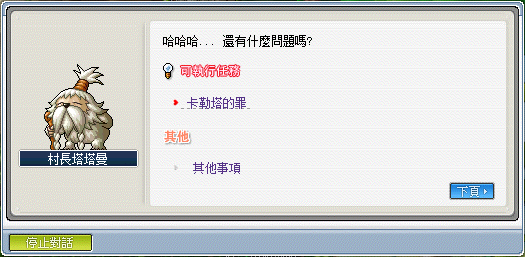 哈哈哈... 還有什麼問題嗎?
可執行任務
卡勒塔的罪
其他
其他事項
村長塔塔曼
下頁
停止對話